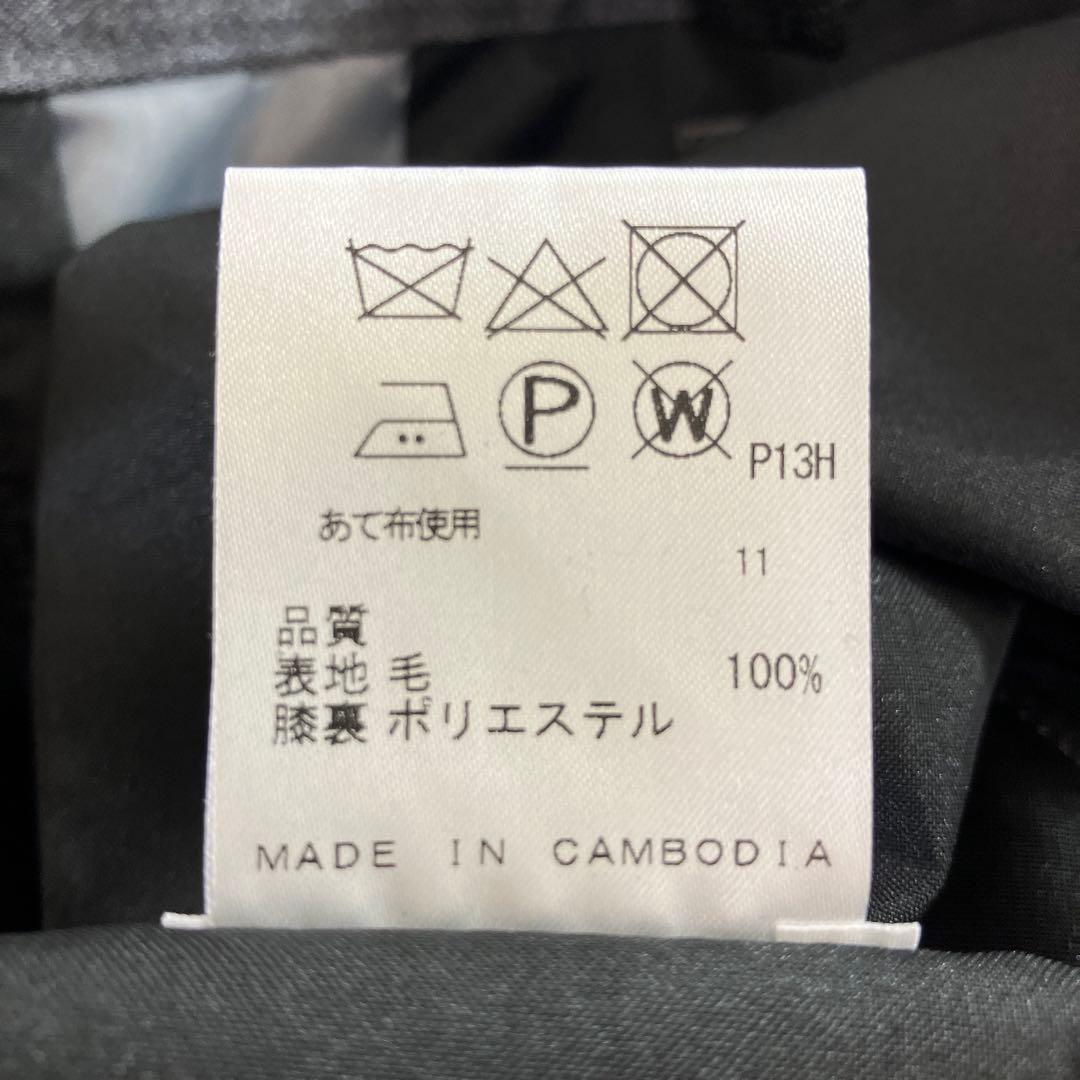 P
W
P13H
あて布使用
11
品質
表地 毛 100%
膝裏 ポリエステル
MADE IN CAMBODIA